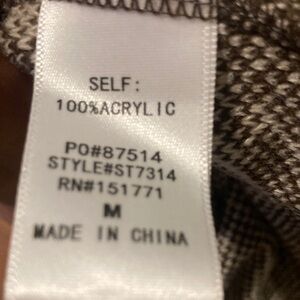 SELF:
100%ACRYLIC
PO#87514
STYLE#ST7314
RN#151771
M
MADE IN CHINA